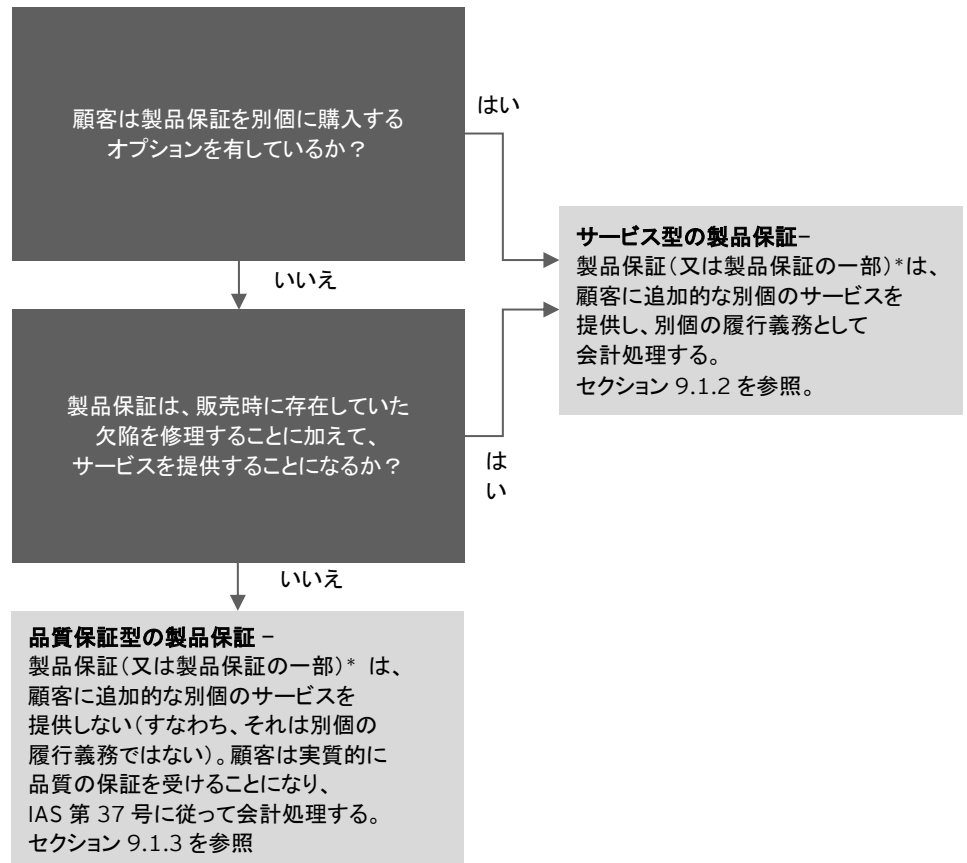 顧客は製品保証を別個に購入する
オプションを有しているか?
はい
サービス型の製品保証−
製品保証(又は製品保証の一部)*は、
顧客に追加的な別個のサービスを
提供し、別個の履行義務として
会計処理する。
セクション 9.1.2 を参照。
いいえ
製品保証は、販売時に存在していた
欠陥を修理することに加えて、
サービスを提供することになるか?
は
い
いいえ
品質保証型の製品保証 −
製品保証(又は製品保証の一部)* は、
顧客に追加的な別個のサービスを
提供しない(すなわち、それは別個の
履行義務ではない)。顧客は実質的に
品質の保証を受けることになり、
IAS 第 37 号に従って会計処理する。
セクション 9.1.3 を参照